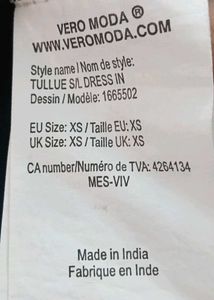 VERO MODA ®
WWW.VEROMODA.COM
Style name / Nom de style:
TULLUE S/L DRESS IN
Dessin / Modèle: 1665502
EU Size: XS / Taille EU: XS
UK Size: XS / Taille UK: XS
CA number/Numéro de TVA: 4264134
MES-VIV
Made in India
Fabrique en Inde